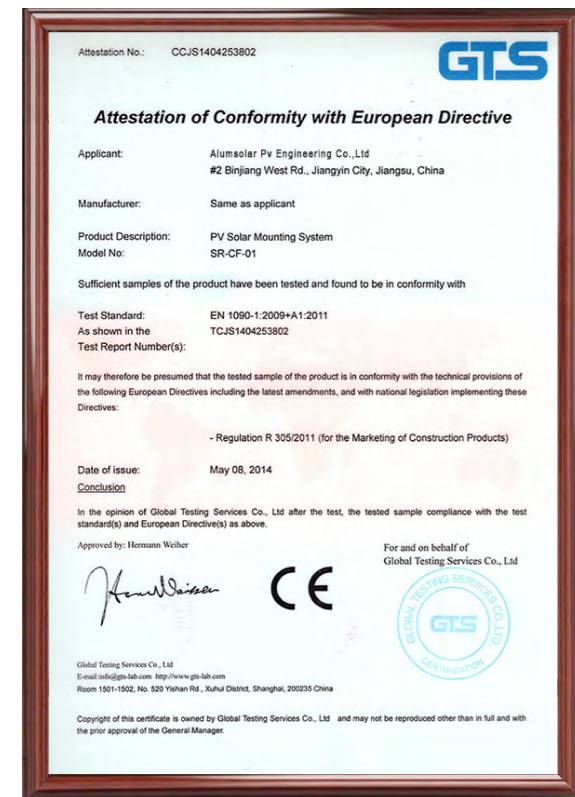 Attestation No.: CCJS1404253802
GTS
Attestation of Conformity with European Directive
Applicant: Alumsolar Pv Engineering Co.,Ltd
#2 Binjiang West Rd., Jiangyin City, Jiangsu, China
Manufacturer: Same as applicant
Product Description: PV Solar Mounting System
Model No: SR-CF-01
Sufficient samples of the product have been tested and found to be in conformity with
Test Standard: EN 1090-1:2009+A1:2011
As shown in the TCJS1404253802
Test Report Number(s):
It may therefore be presumed that the tested sample of the product is in conformity with the technical provisions of
the following European Directives including the latest amendments, and with national legislation implementing these
Directives:
- Regulation R 305/2011 (for the Marketing of Construction Products)
Date of issue: May 08, 2014
Conclusion
In the opinion of Global Testing Services Co., Ltd after the test, the tested sample compliance with the test
standard(s) and European Directive(s) as above.
Approved by: Hermann Weiher
For and on behalf of
Global Testing Services Co., Ltd
CE
GLOBAL TESTING SERVICES CO., LTD.
GTS
CERTIFICATION
Global Testing Services Co., Ltd
E-mail:info@gts-lab.com http://www.gts-lab.com
Room 1501-1502, No. 520 Yishan Rd., Xuhui District, Shanghai, 200235 China
Copyright of this certificate is owned by Global Testing Services Co., Ltd and may not be reproduced other than in full and with
the prior approval of the General Manager.